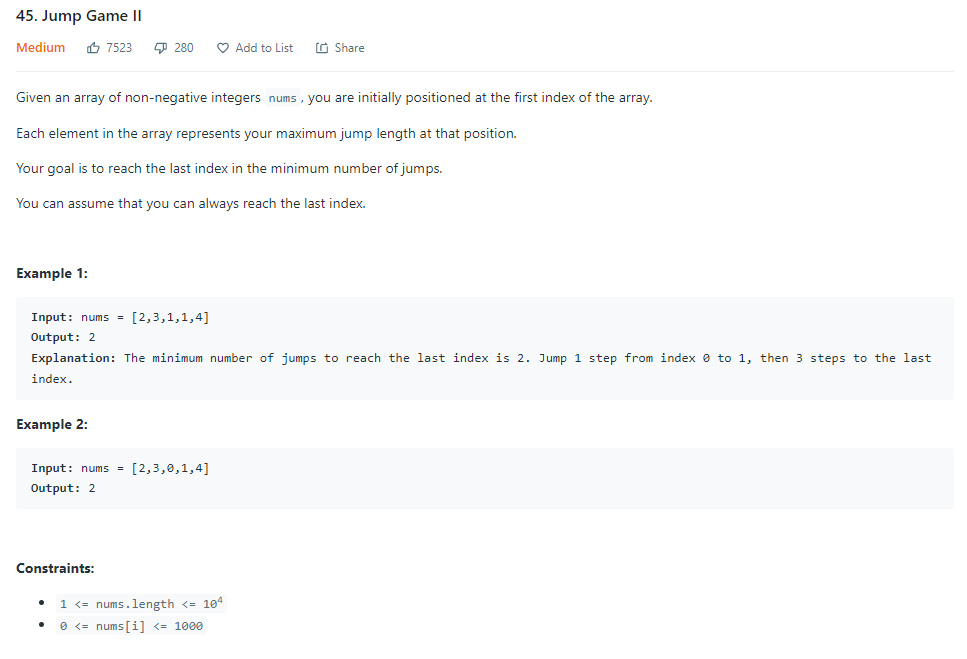 45. Jump Game II
Medium 7523 280 Add to List Share
Given an array of non-negative integers nums , you are initially positioned at the first index of the array.
Each element in the array represents your maximum jump length at that position.
Your goal is to reach the last index in the minimum number of jumps.
You can assume that you can always reach the last index.
Example 1:
Input: nums = [2,3,1,1,4]
Output: 2
Explanation: The minimum number of jumps to reach the last index is 2. Jump 1 step from index 0 to 1, then 3 steps to the last
index.
Example 2:
Input: nums = [2,3,0,1,4]
Output: 2
Constraints:
• 1 <= nums.length <= 10⁴
• 0 <= nums[i] <= 1000